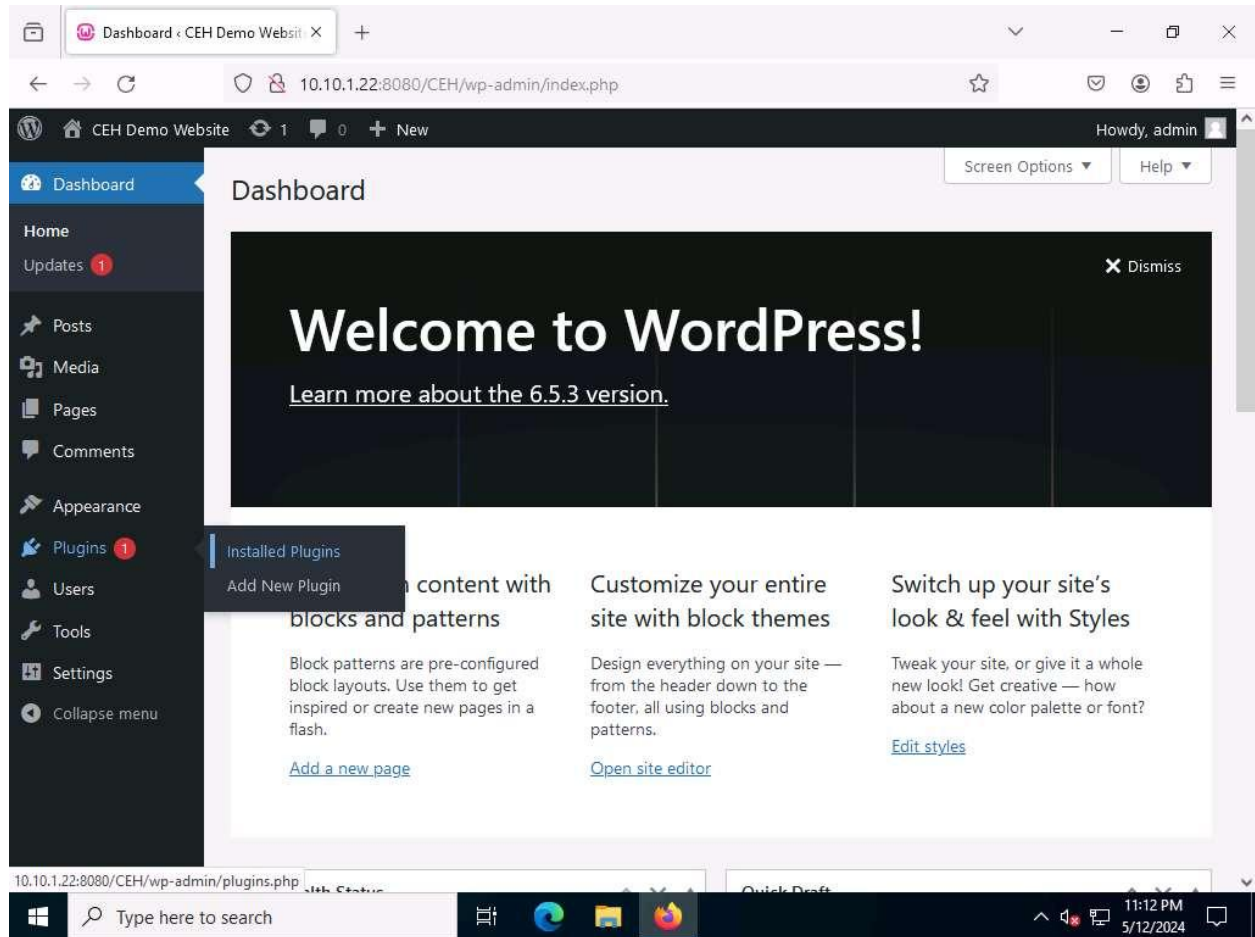 Dashboard ‹ CEH Demo Websit
10.10.1.22:8080/CEH/wp-admin/index.php
CEH Demo Website 1 0 + New Howdy, admin
Screen Options ▼ Help ▼
Dashboard
Dashboard
Home
Updates 1
Posts
Media
Pages
Comments
Appearance
Plugins 1
Installed Plugins
Add New Plugin
Users
Tools
Settings
Collapse menu
Dismiss
Welcome to WordPress!
Learn more about the 6.5.3 version.
content with
blocks and patterns
Block patterns are pre-configured
block layouts. Use them to get
inspired or create new pages in a
flash.
Add a new page
Customize your entire
site with block themes
Design everything on your site —
from the header down to the
footer, all using blocks and
patterns.
Open site editor
Switch up your site's
look & feel with Styles
Tweak your site, or give it a whole
new look! Get creative — how
about a new color palette or font?
Edit styles
10.10.1.22:8080/CEH/wp-admin/plugins.php
Status
Quick Draft
Type here to search
11:12 PM
5/12/2024